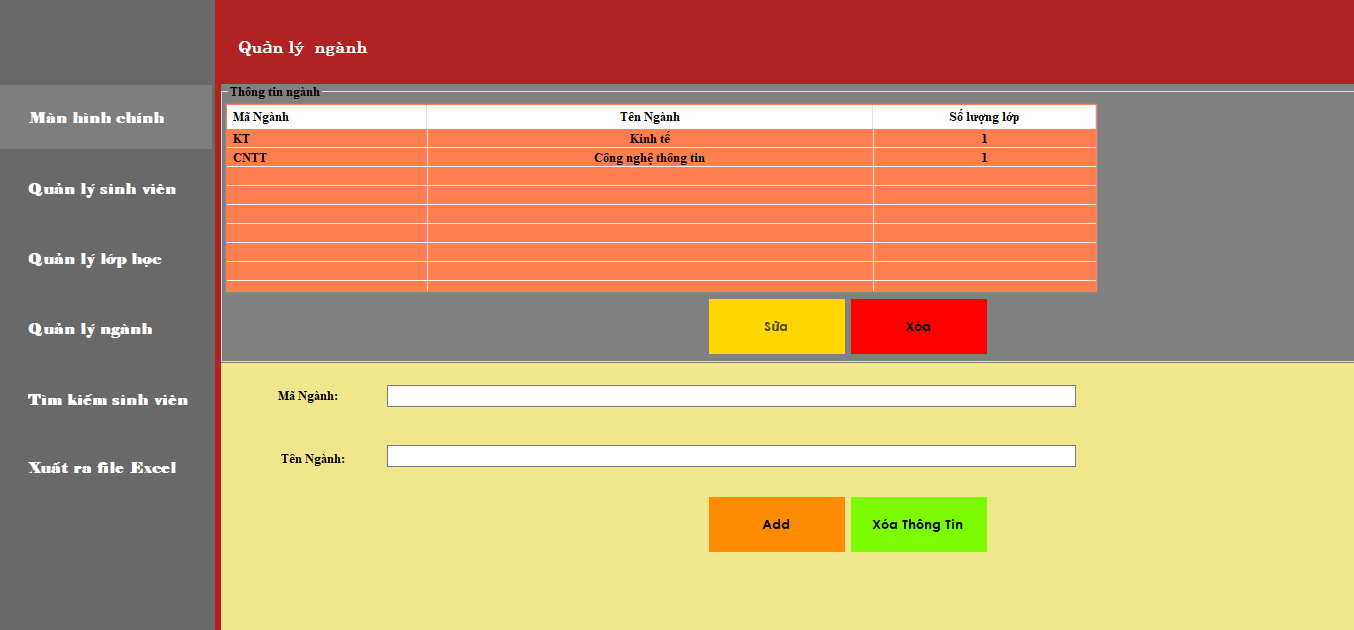 Quản lý ngành
Màn hình chính
Quản lý sinh viên
Quản lý lớp học
Quản lý ngành
Tìm kiếm sinh viên
Xuất ra file Excel
Thông tin ngành
Mã Ngành Tên Ngành Số lượng lớp
KT Kinh tế 1
CNTT Công nghệ thông tin 1
Sửa Xóa
Mã Ngành:
Tên Ngành:
Add Xóa Thông Tin